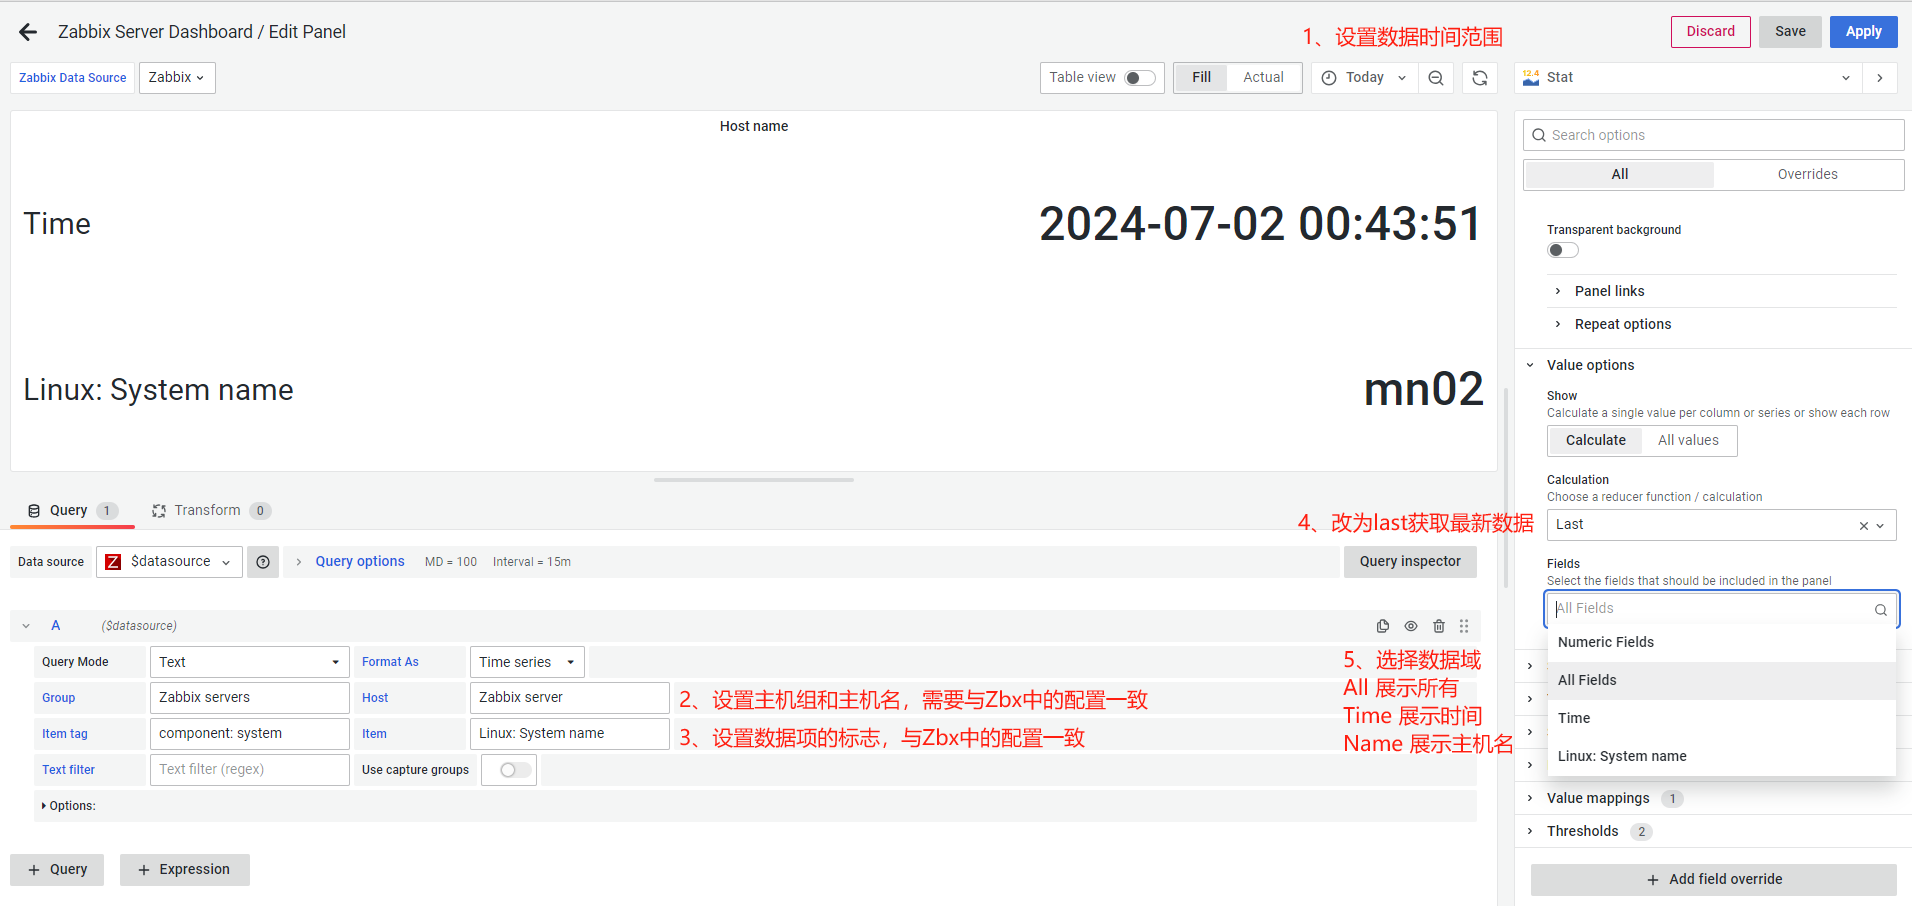 Zabbix Server Dashboard / Edit Panel
1、设置数据时间范围
Discard
Save
Apply
Zabbix Data Source
Zabbix
Table view
Fill
Actual
Today
12.4
Stat
Host name
Search options
All
Overrides
Time
2024-07-02 00:43:51
Transparent background
Panel links
Repeat options
Linux: System name
mn02
Value options
Show
Calculate a single value per column or series or show each row
Calculate
All values
Calculation
Choose a reducer function / calculation
Query 1
Transform 0
4、改为last获取最新数据
Last
Data source
Z
$datasource
Query options
MD = 100
Interval = 15m
Query inspector
Fields
Select the fields that should be included in the panel
All Fields
A
($datasource)
Numeric Fields
All Fields
Time
Linux: System name
Query Mode
Text
Format As
Time series
5、选择数据域
All 展示所有
Time 展示时间
Name 展示主机名
Group
Zabbix servers
Host
Zabbix server
2、设置主机组和主机名，需要与Zbx中的配置一致
Item tag
component: system
Item
Linux: System name
3、设置数据项的标志，与Zbx中的配置一致
Text filter
Text filter (regex)
Use capture groups
Options:
Value mappings 1
Thresholds 2
+ Query
+ Expression
+ Add field override